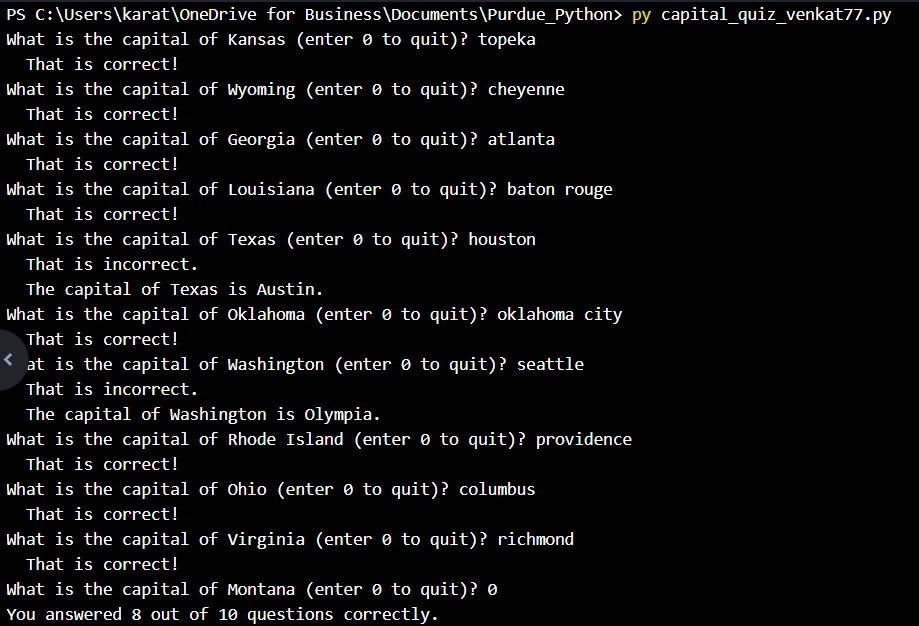 PS C:\Users\karat\OneDrive for Business\Documents\Purdue_Python> py capital_quiz_venkat77.py
What is the capital of Kansas (enter 0 to quit)? topeka
  That is correct!
What is the capital of Wyoming (enter 0 to quit)? cheyenne
  That is correct!
What is the capital of Georgia (enter 0 to quit)? atlanta
  That is correct!
What is the capital of Louisiana (enter 0 to quit)? baton rouge
  That is correct!
What is the capital of Texas (enter 0 to quit)? houston
  That is incorrect.
  The capital of Texas is Austin.
What is the capital of Oklahoma (enter 0 to quit)? oklahoma city
  That is correct!
at is the capital of Washington (enter 0 to quit)? seattle
  That is incorrect.
  The capital of Washington is Olympia.
What is the capital of Rhode Island (enter 0 to quit)? providence
  That is correct!
What is the capital of Ohio (enter 0 to quit)? columbus
  That is correct!
What is the capital of Virginia (enter 0 to quit)? richmond
  That is correct!
What is the capital of Montana (enter 0 to quit)? 0
You answered 8 out of 10 questions correctly.